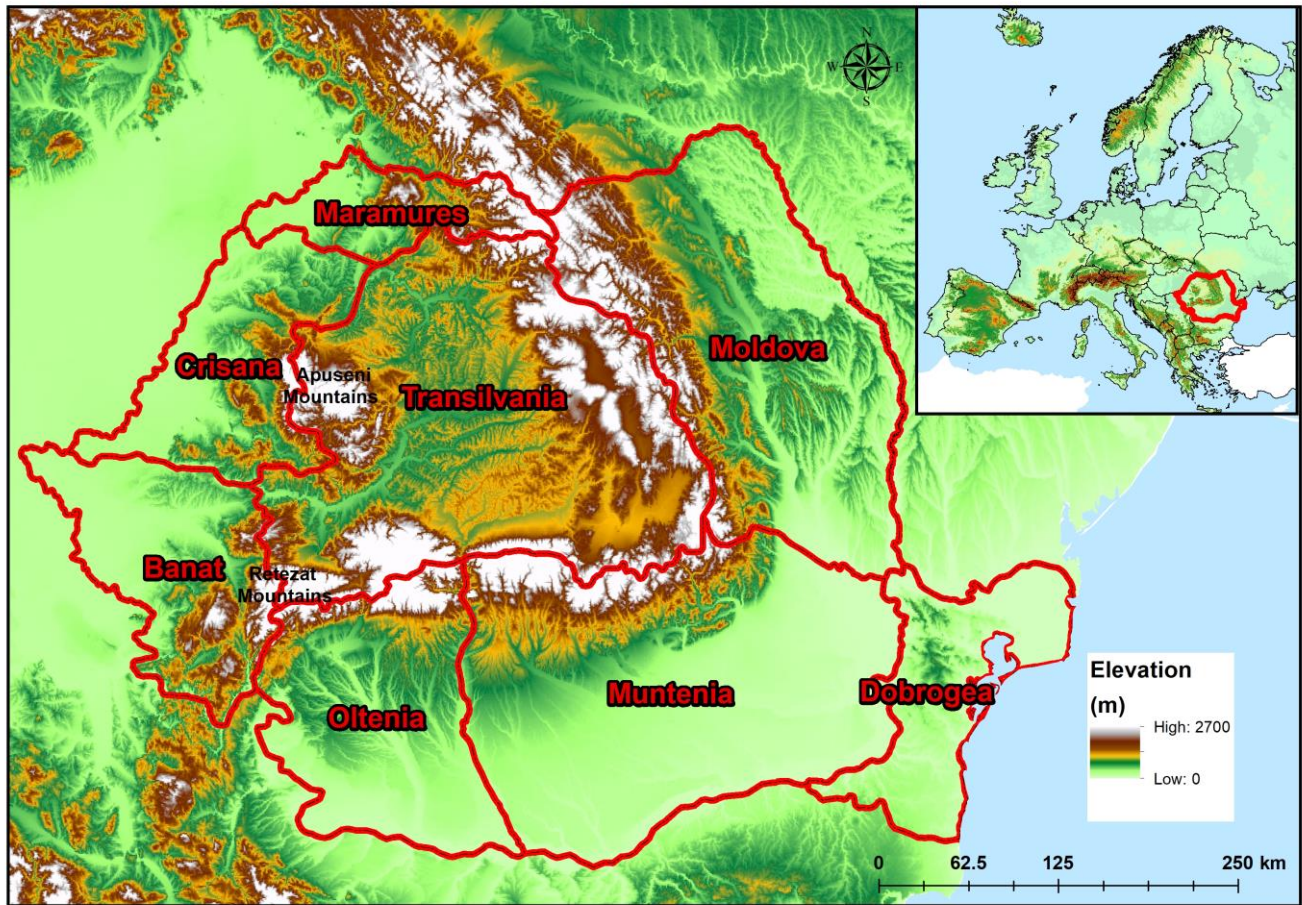 N
W E
S
Maramures
Crisana
Apuseni
Mountains
Transilvania
Moldova
Banat
Retezat
Mountains
Oltenia
Muntenia
Dobrogea
Elevation
(m)
High: 2700
Low: 0
0 62.5 125 250 km